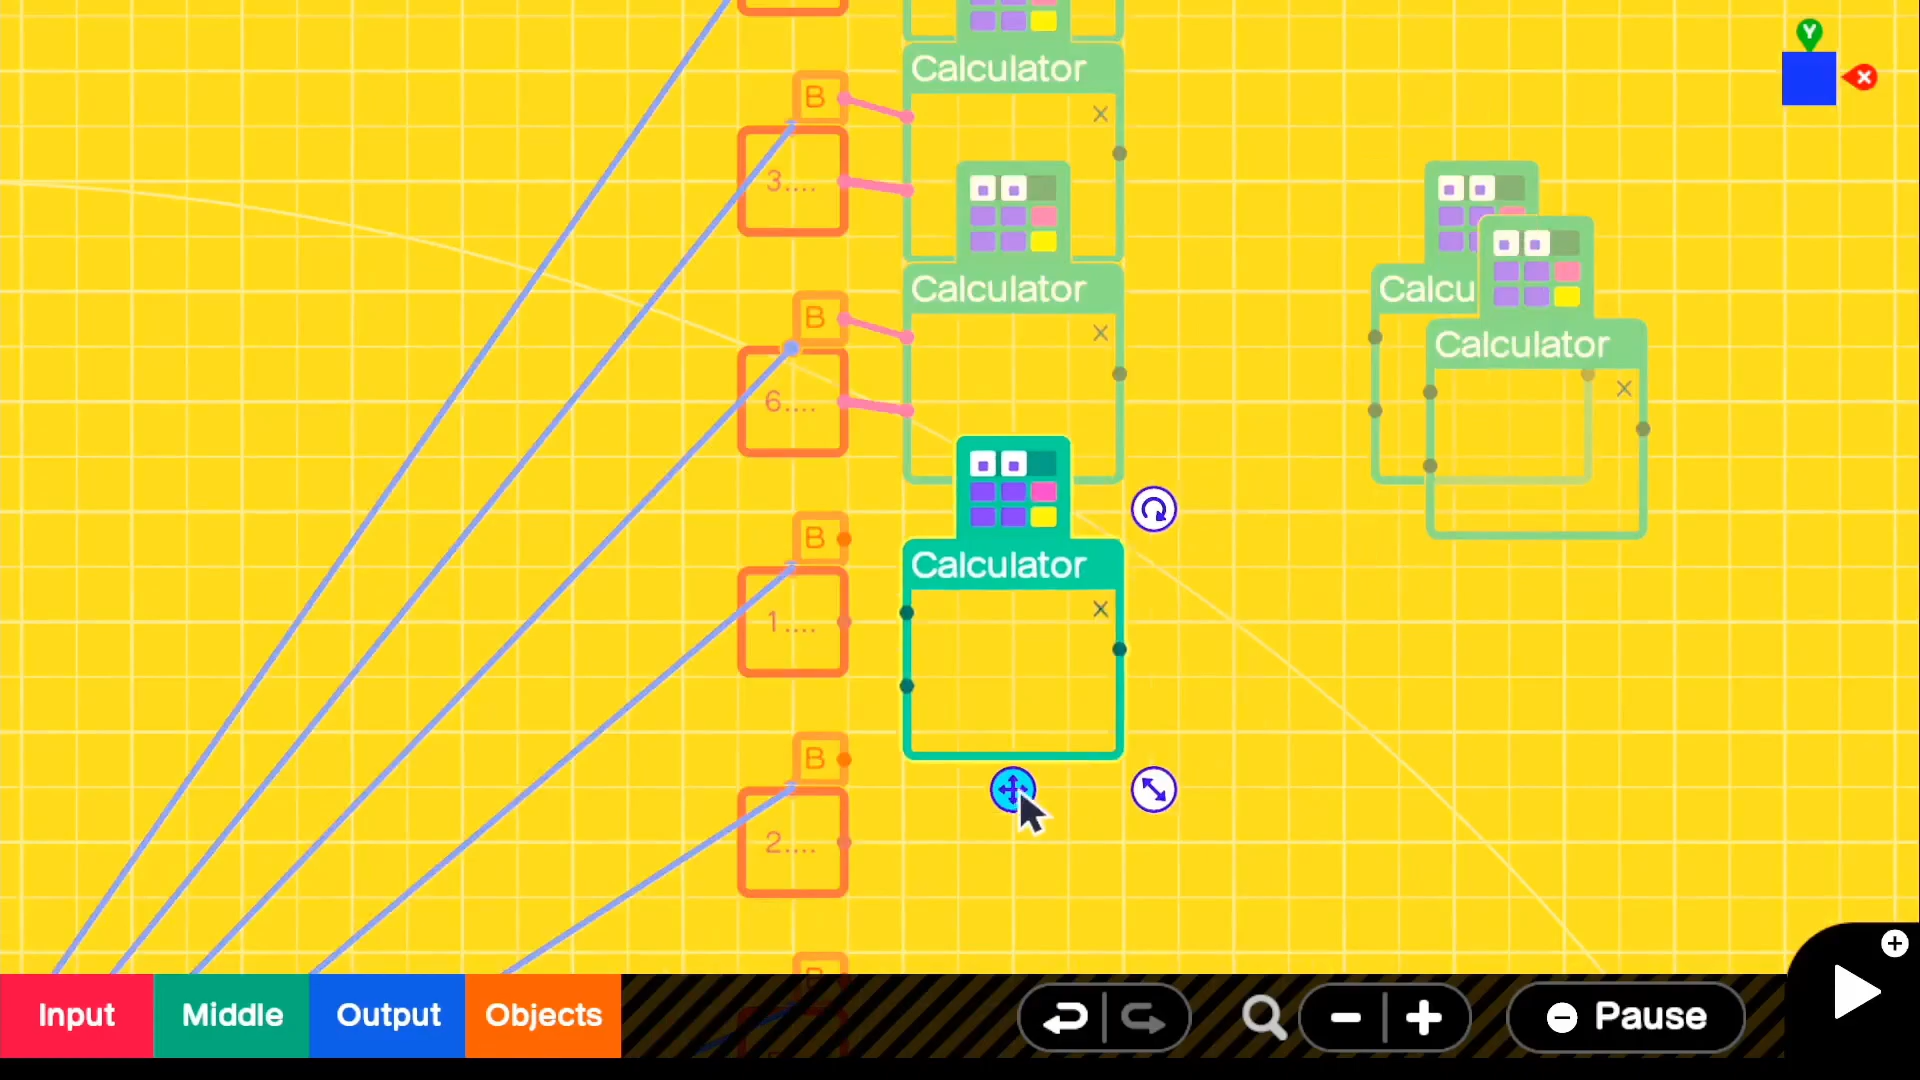 Calculator
B
×
3....
B
Calculator
×
6....
Calcu
Calculator
×
B
Calculator
×
1....
B
2....
B
Y
X
Input
Middle
Output
Objects
Pause